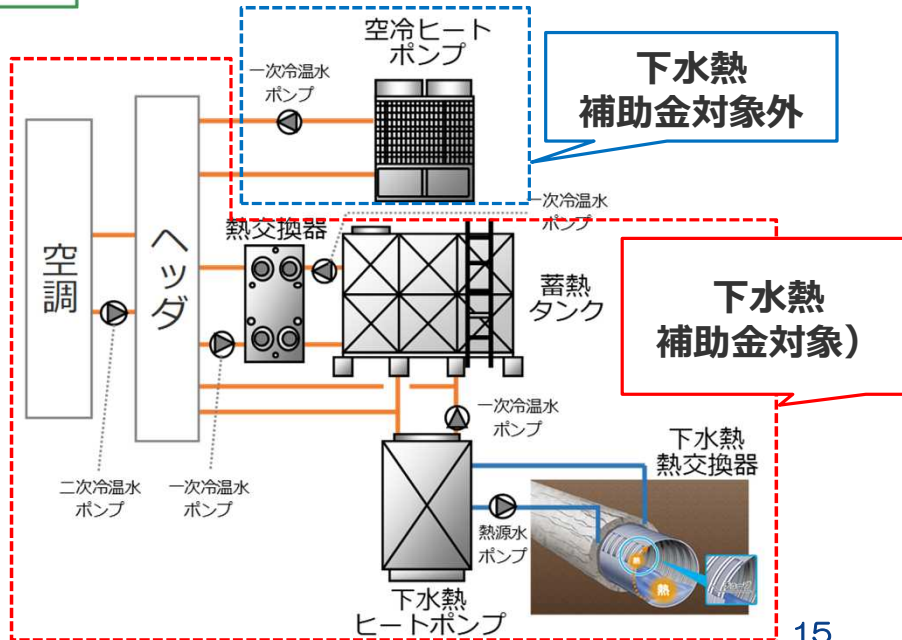 空冷ヒート
ポンプ
一次冷温水
ポンプ
下水熱
補助金対象外
一次冷温水
ポンプ
熱交換器
空調
ヘッダ
蓄熱
タンク
下水熱
補助金対象）
一次冷温水
ポンプ
下水熱
熱交換器
二次冷温水
ポンプ
一次冷温水
ポンプ
熱源水
ポンプ
熱
熱
下水熱
ヒートポンプ
15